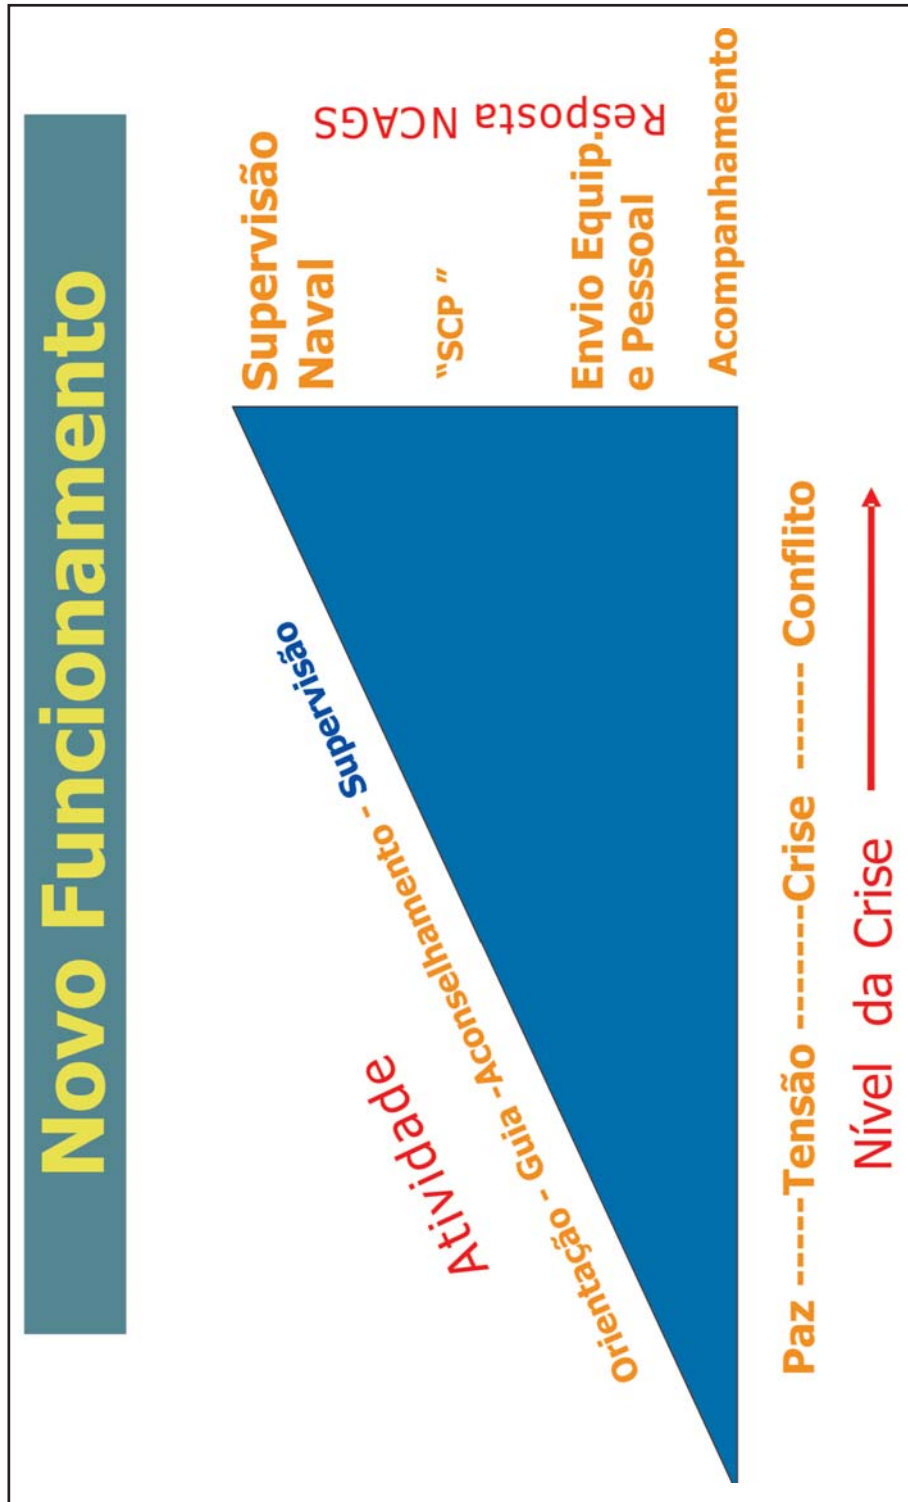 Novo Funcionamento
Atividade
Orientação - Guia -Aconselhamento - Supervisão
Supervisão
Naval
“SCP ”
Envio Equip.
e Pessoal
Acompanhamento
Resposta NCAGS
Paz ------Tensão --------Crise ------- Conflito
Nível da Crise